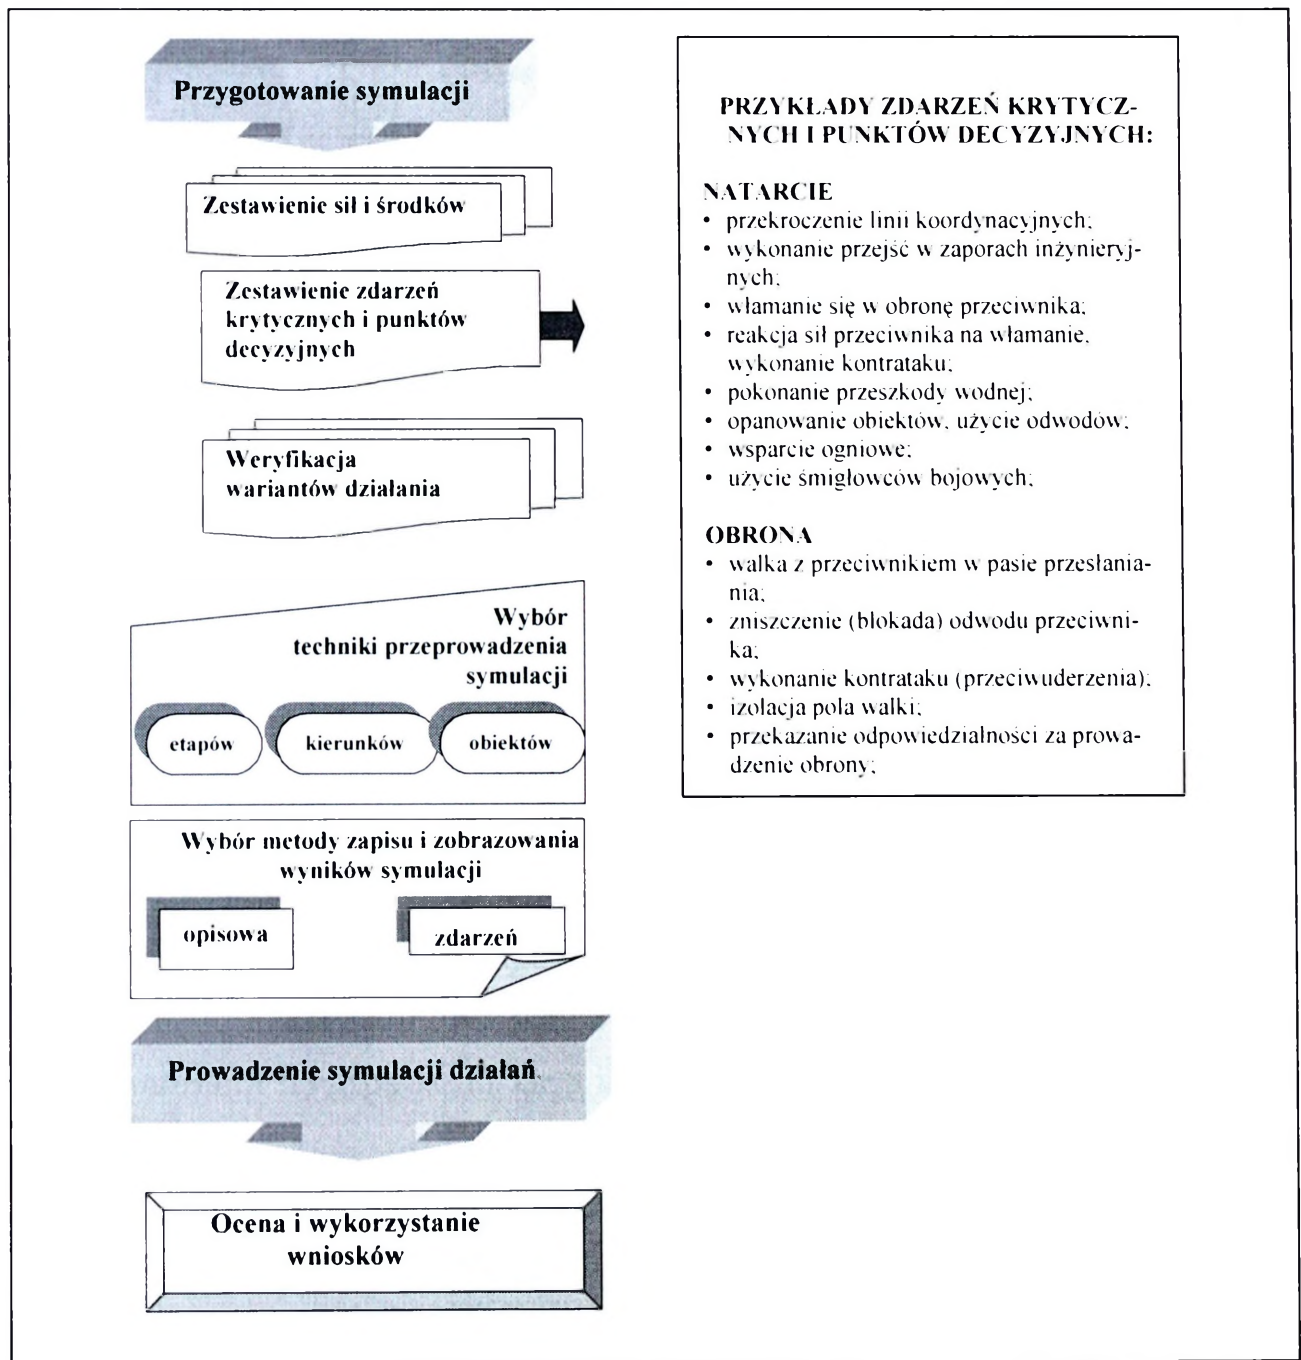 Przygotowanie symulacji
Zestawienie sił i środków
Zestawienie zdarzeń
krytycznych i punktów
decyzyjnych
Weryfikacja
wariantów działania
Wybór
techniki przeprowadzenia
symulacji
etapów
kierunków
obiektów
Wybór metody zapisu i zobrazowania
wyników symulacji
opisowa
zdarzeń
Prowadzenie symulacji działań
Ocena i wykorzystanie
wniosków
PRZYKŁADY ZDARZEŃ KRYTYCZ-
NYCH I PUNKTÓW DECYZYJNYCH:
NATARCIE
• przekroczenie linii koordynacyjnych;
• wykonanie przejść w zaporach inżynieryj-
nych;
• włamanie się w obronę przeciwnika;
• reakcja sił przeciwnika na włamanie,
wykonanie kontrataku;
• pokonanie przeszkody wodnej;
• opanowanie obiektów, użycie odwodów;
• wsparcie ogniowe;
• użycie śmigłowców bojowych;
OBRONA
• walka z przeciwnikiem w pasie przesłania-
nia;
• zniszczenie (blokada) odwodu przeciwni-
ka;
• wykonanie kontrataku (przeciwuderzenia);
• izolacja pola walki;
• przekazanie odpowiedzialności za prowa-
dzenie obrony;